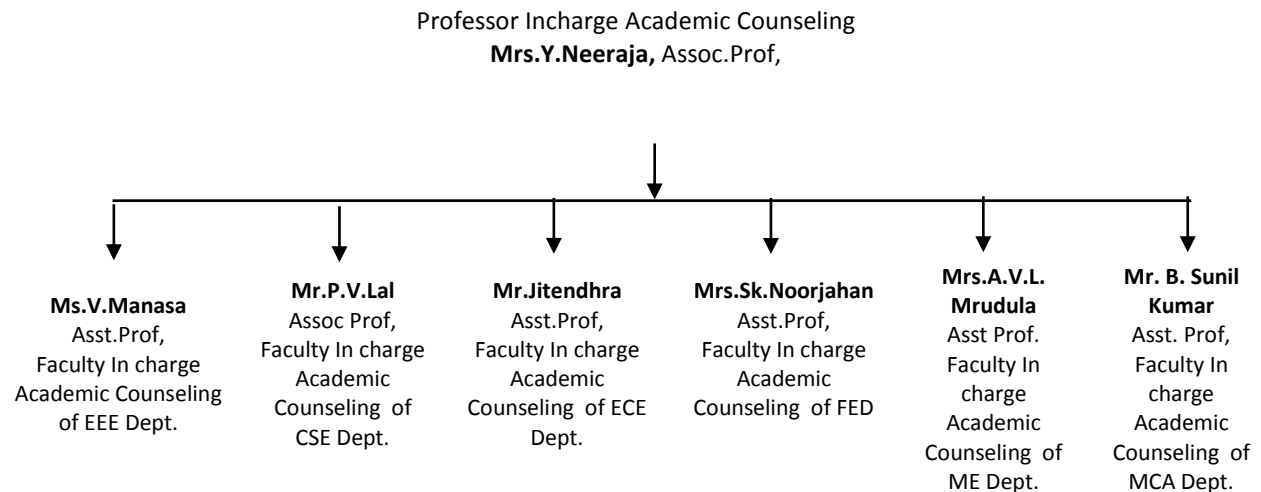 Professor Incharge Academic Counseling
Mrs.Y.Neeraja, Assoc.Prof,
Ms.V.Manasa
Asst.Prof,
Faculty In charge
Academic Counseling
of EEE Dept.
Mr.P.V.Lal
Assoc Prof,
Faculty In charge
Academic
Counseling of
CSE Dept.
Mr.Jitendhra
Asst.Prof,
Faculty In charge
Academic
Counseling of ECE
Dept.
Mrs.Sk.Noorjahan
Asst.Prof,
Faculty In charge
Academic
Counseling of FED
Mrs.A.V.L.
Mrudula
Asst Prof.
Faculty In
charge
Academic
Counseling of
ME Dept.
Mr. B. Sunil
Kumar
Asst. Prof,
Faculty In
charge
Academic
Counseling of
MCA Dept.